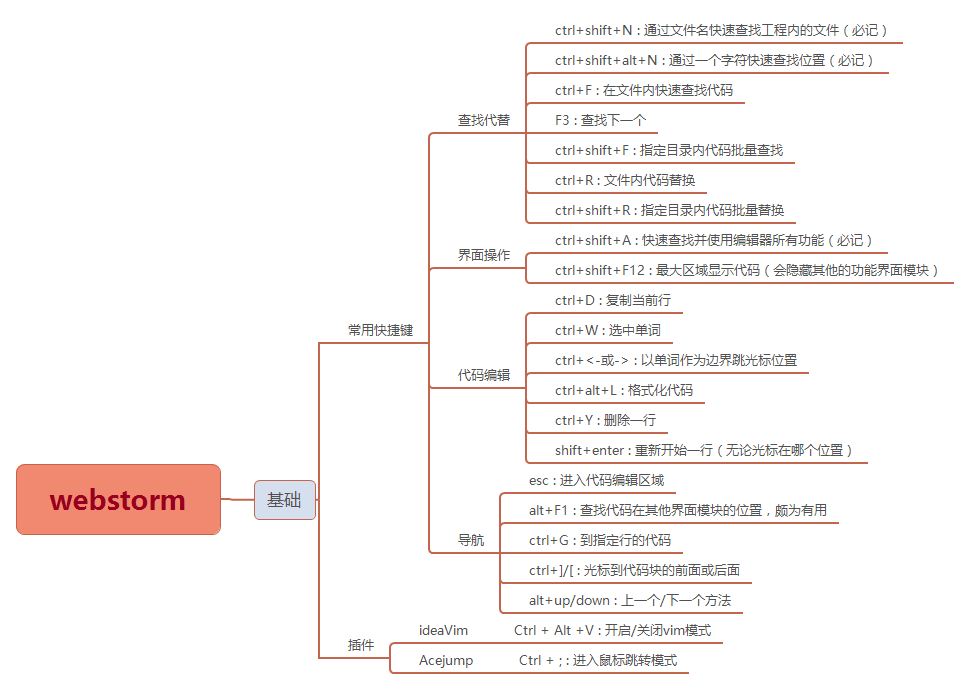 webstorm
基础
常用快捷键
查找代替
ctrl+shift+N : 通过文件名快速查找工程内的文件（必记）
ctrl+shift+alt+N : 通过一个字符快速查找位置（必记）
ctrl+F : 在文件内快速查找代码
F3 : 查找下一个
ctrl+shift+F : 指定目录内代码批量查找
ctrl+R : 文件内代码替换
ctrl+shift+R : 指定目录内代码批量替换
界面操作
ctrl+shift+A : 快速查找并使用编辑器所有功能（必记）
ctrl+shift+F12 : 最大区域显示代码（会隐藏其他的功能界面模块）
代码编辑
ctrl+D : 复制当前行
ctrl+W : 选中单词
ctrl+<-或-> : 以单词作为边界跳光标位置
ctrl+alt+L : 格式化代码
ctrl+Y : 删除一行
shift+enter : 重新开始一行（无论光标在哪个位置）
导航
esc : 进入代码编辑区域
alt+F1 : 查找代码在其他界面模块的位置，颇为有用
ctrl+G : 到指定行的代码
ctrl+]/[ : 光标到代码块的前面或后面
alt+up/down : 上一个/下一个方法
插件
ideaVim Ctrl + Alt +V : 开启/关闭vim模式
Acejump Ctrl + ; : 进入鼠标跳转模式